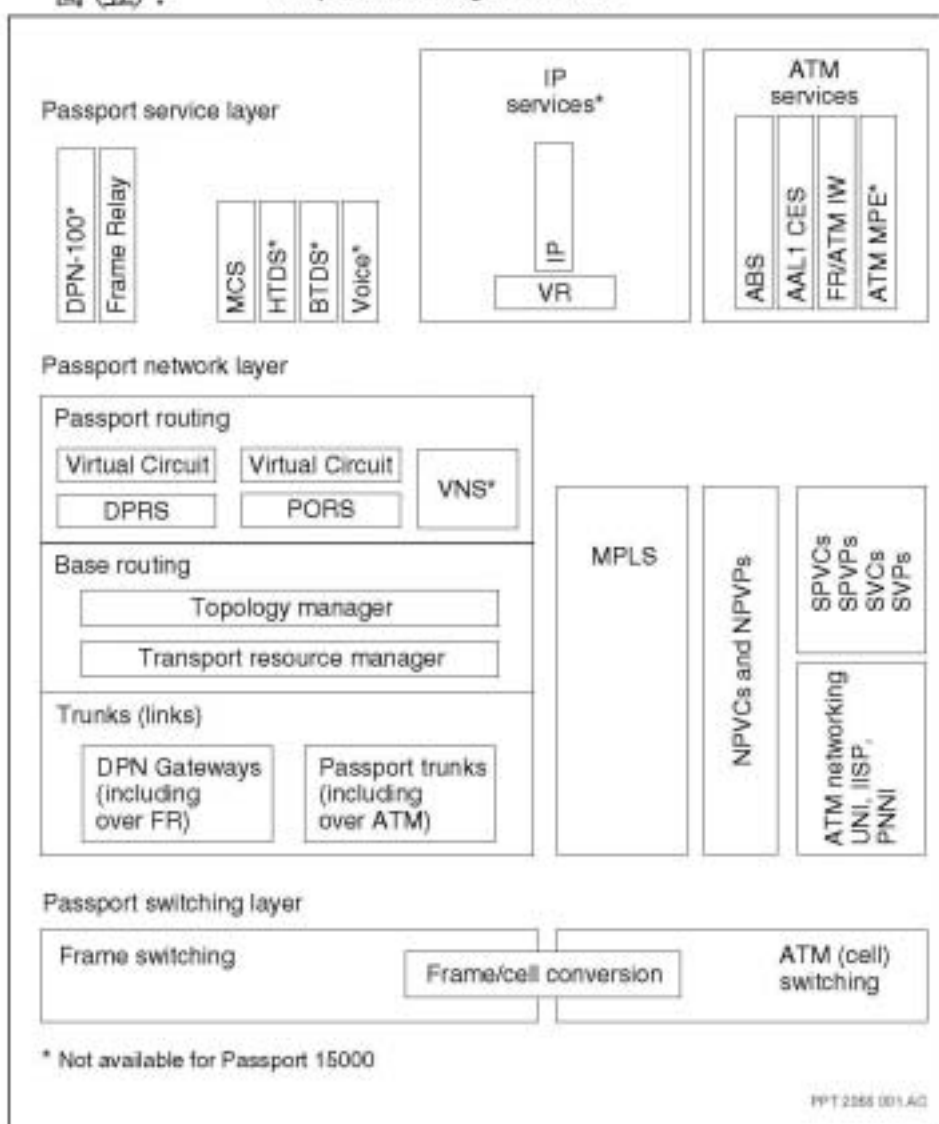 Passport service layer
DPN-100*
Frame Relay
MCS
HTDS*
BTDS*
Voice*
IP
services*
IP
VR
ATM
services
ABS
AAL1 CES
FR/ATM IW
ATM MPE*
Passport network layer
Passport routing
Virtual Circuit
DPRS
Virtual Circuit
PORS
VNS*
Base routing
Topology manager
Transport resource manager
Trunks (links)
DPN Gateways
(including
over FR)
Passport trunks
(including
over ATM)
MPLS
NPVCs and NPVPs
SPVCs
SPVPs
SVCs
SVPs
ATM networking
UNI, IISP,
PNNI
Passport switching layer
Frame switching
Frame/cell conversion
ATM (cell)
switching
* Not available for Passport 15000